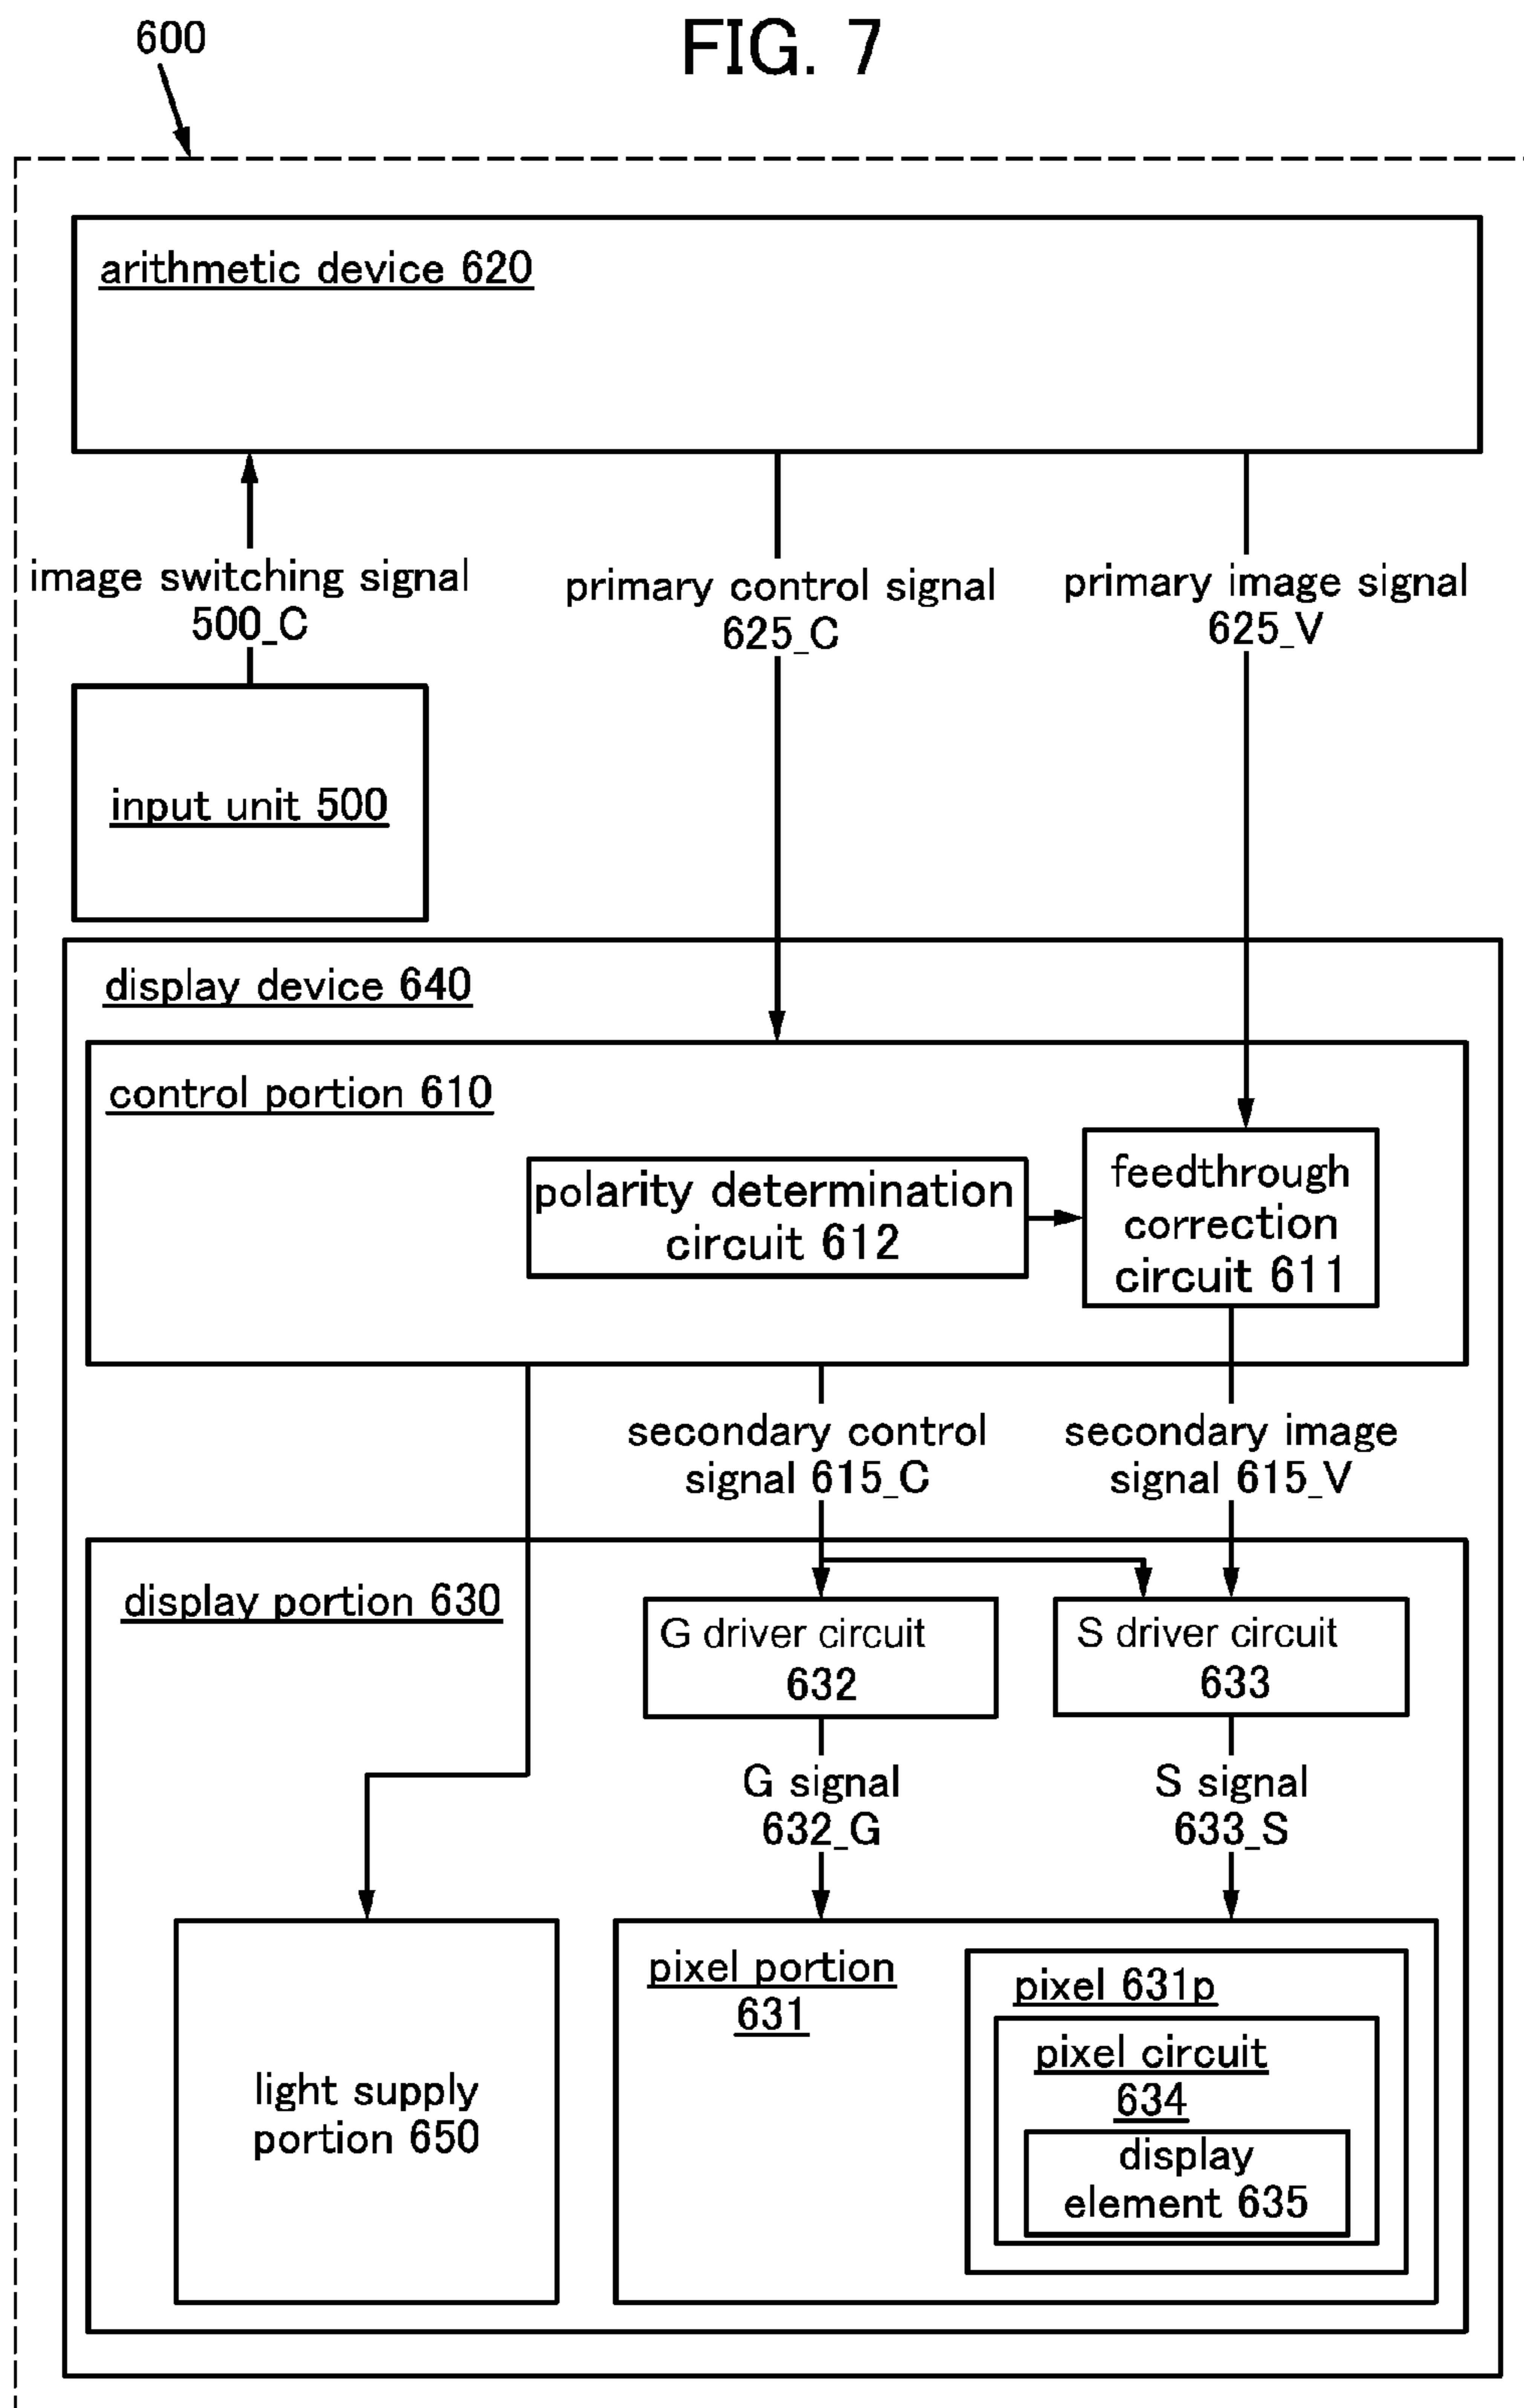 600
FIG. 7
arithmetic device 620
image switching signal
500_C
primary control signal
625_C
primary image signal
625_V
input unit 500
display device 640
control portion 610
polarity determination
circuit 612
feedthrough
correction
circuit 611
secondary control
signal 615_C
secondary image
signal 615_V
display portion 630
G driver circuit
632
S driver circuit
633
G signal
632_G
S signal
633_S
light supply
portion 650
pixel portion
631
pixel 631p
pixel circuit
634
display
element 635